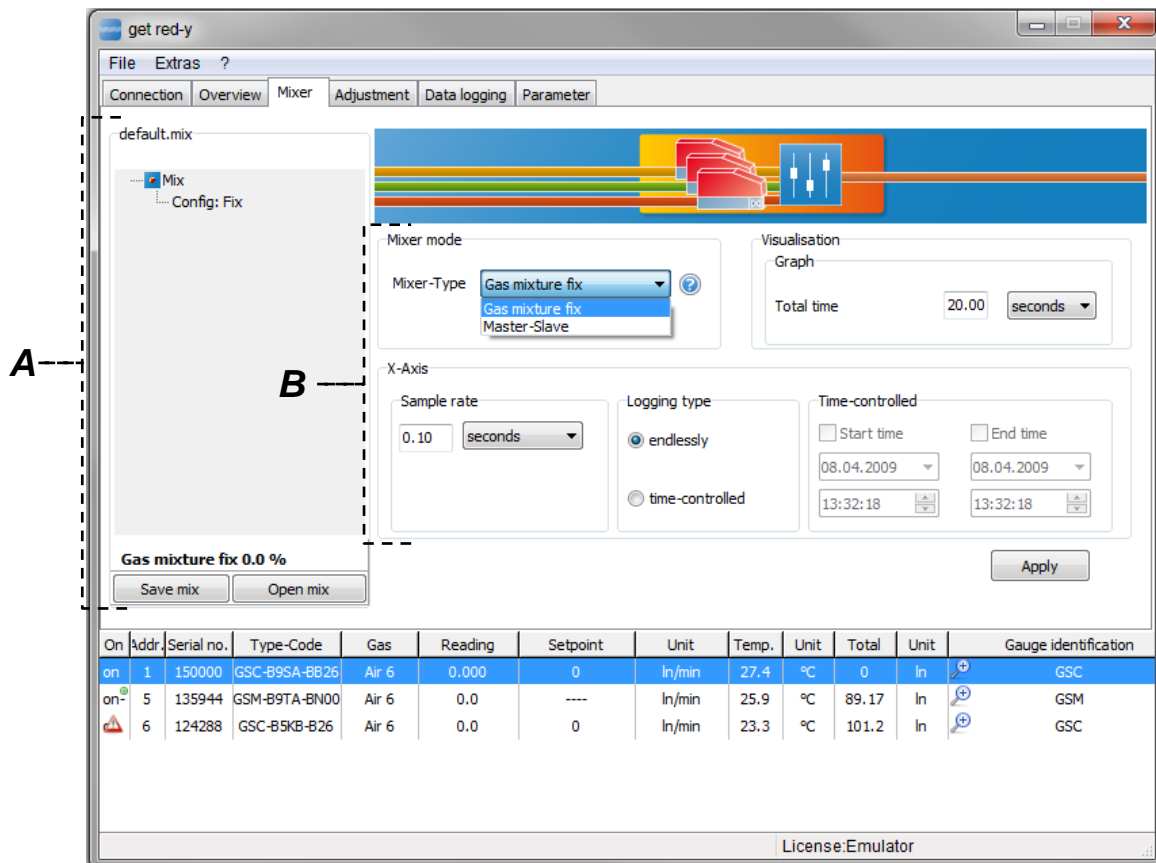 get red-y
File Extras ?
Connection Overview Mixer Adjustment Data logging Parameter
default.mix
Mix
Config: Fix
A
B
Mixer mode
Mixer-Type Gas mixture fix
Gas mixture fix
Master-Slave
Visualisation
Graph
Total time 20.00 seconds
X-Axis
Sample rate
0.10 seconds
Logging type
endlessly
time-controlled
Time-controlled
Start time End time
08.04.2009 08.04.2009
13:32:18 13:32:18
Gas mixture fix 0.0 %
Save mix Open mix
Apply
On Addr. Serial no. Type-Code Gas Reading Setpoint Unit Temp. Unit Total Unit Gauge identification
on 1 150000 GSC-B9SA-BB26 Air 6 0.000 0 ln/min 27.4 °C 0 ln GSC
on- 5 135944 GSM-B9TA-BN00 Air 6 0.0 ---- ln/min 25.9 °C 89.17 ln GSM
6 124288 GSC-B5KB-B26 Air 6 0.0 0 ln/min 23.3 °C 101.2 ln GSC
License:Emulator